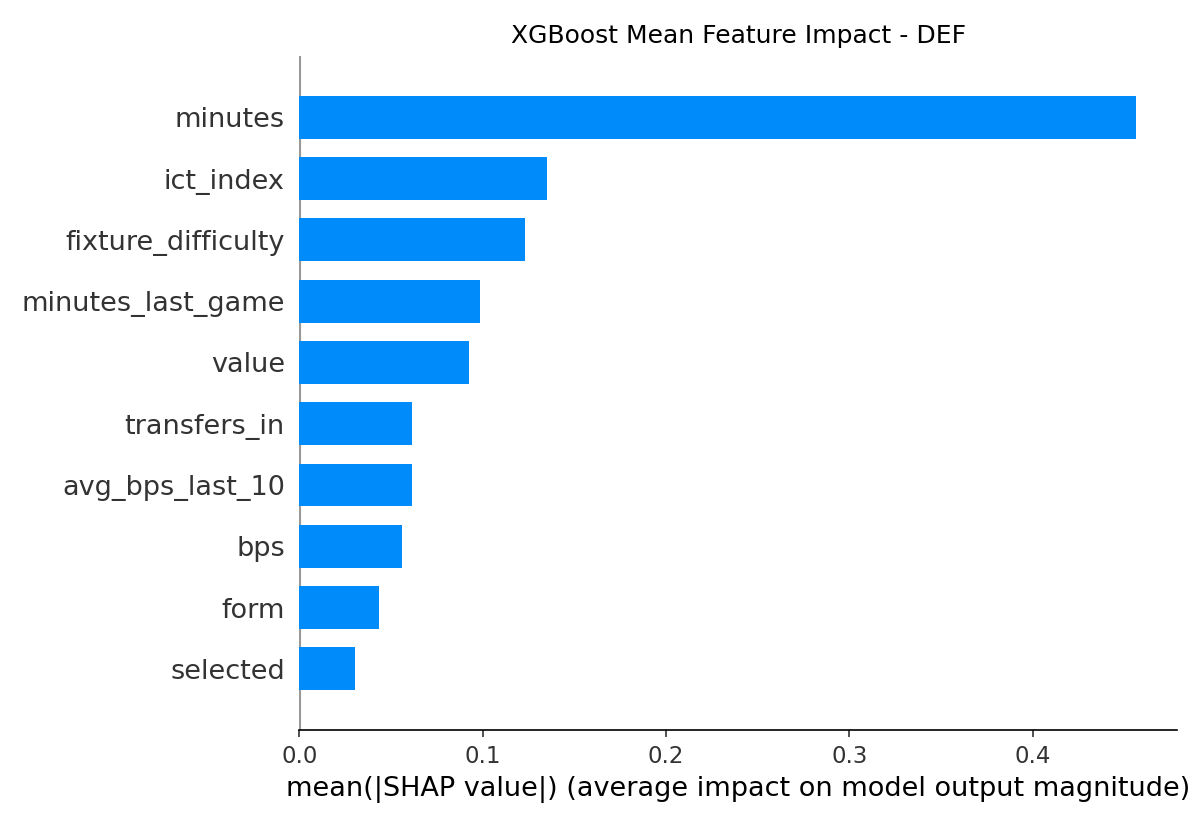 XGBoost Mean Feature Impact - DEF
minutes
ict_index
fixture_difficulty
minutes_last_game
value
transfers_in
avg_bps_last_10
bps
form
selected
0.0 0.1 0.2 0.3 0.4
mean(|SHAP value|) (average impact on model output magnitude)